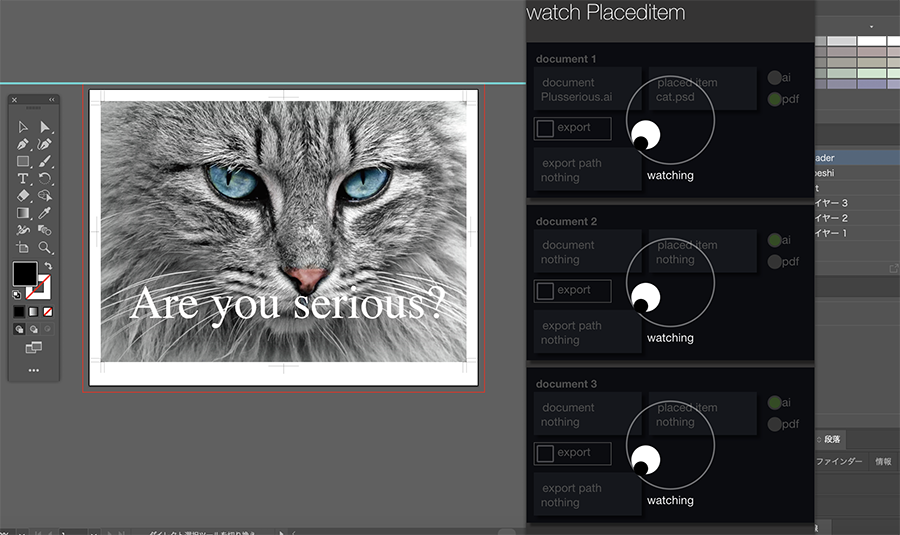 watch Placeditem
document 1
document
Plusserious.ai
placed item
cat.psd
ai
pdf
export
export path
nothing
watching
document 2
document
nothing
placed item
nothing
ai
pdf
export
export path
nothing
watching
document 3
document
nothing
placed item
nothing
ai
pdf
export
export path
nothing
watching
Are you serious?
イヤー 3
イヤー 2
イヤー 1
段落
ファインダー
情報